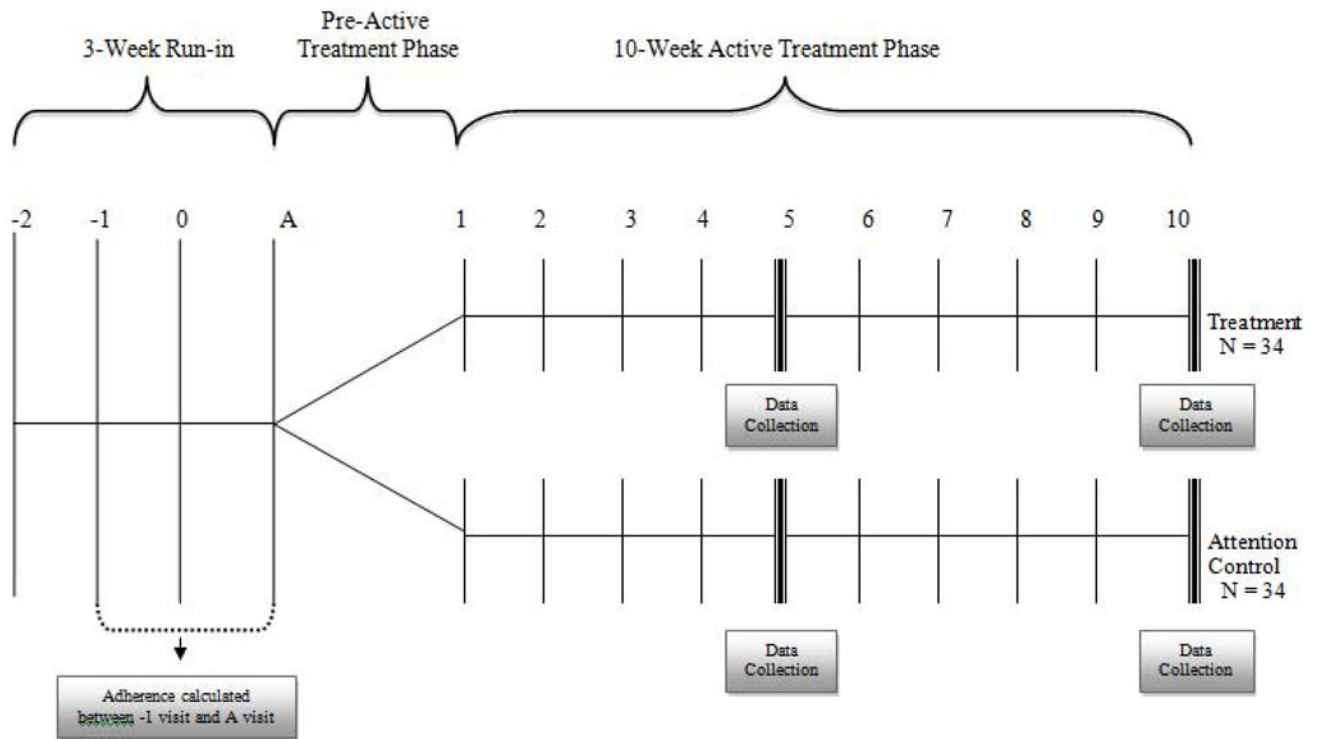 3-Week Run-in
Pre-Active
Treatment Phase
10-Week Active Treatment Phase
-2 -1 0 A 1 2 3 4 5 6 7 8 9 10
Treatment
N = 34
Data
Collection
Data
Collection
Attention
Control
N = 34
Data
Collection
Data
Collection
Adherence calculated
between -1 visit and A visit